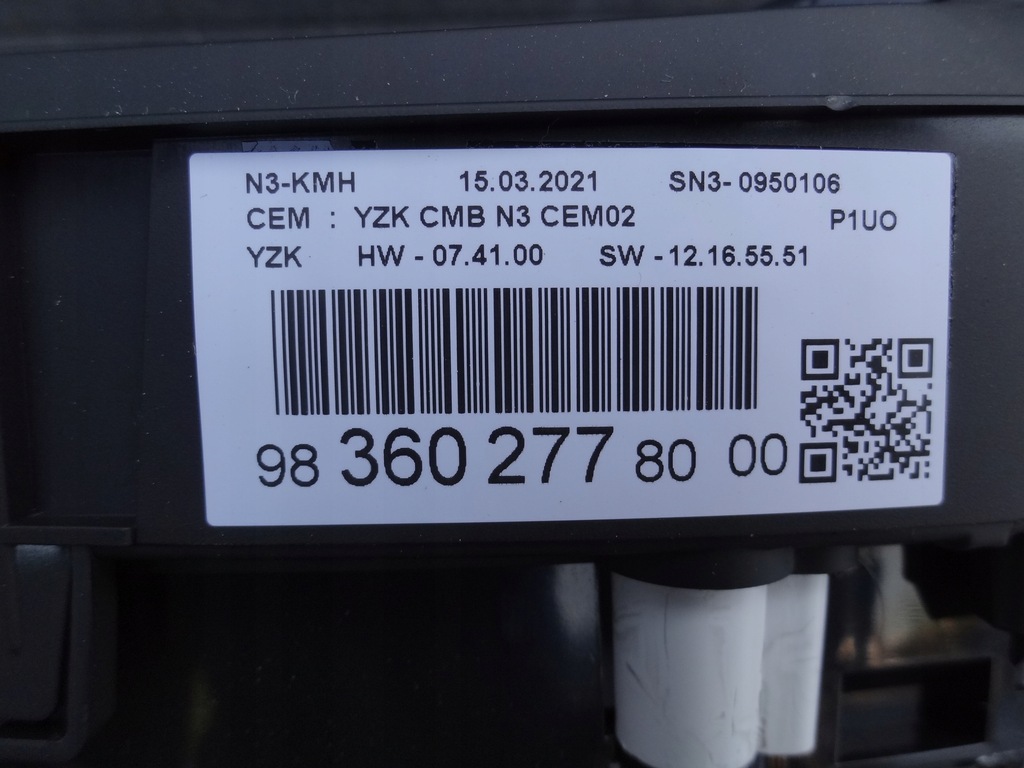 N3-KMH 15.03.2021 SN3- 0950106
CEM : YZK CMB N3 CEM02 P1UO
YZK HW - 07.41.00 SW - 12.16.55.51
98 360 277 80 00